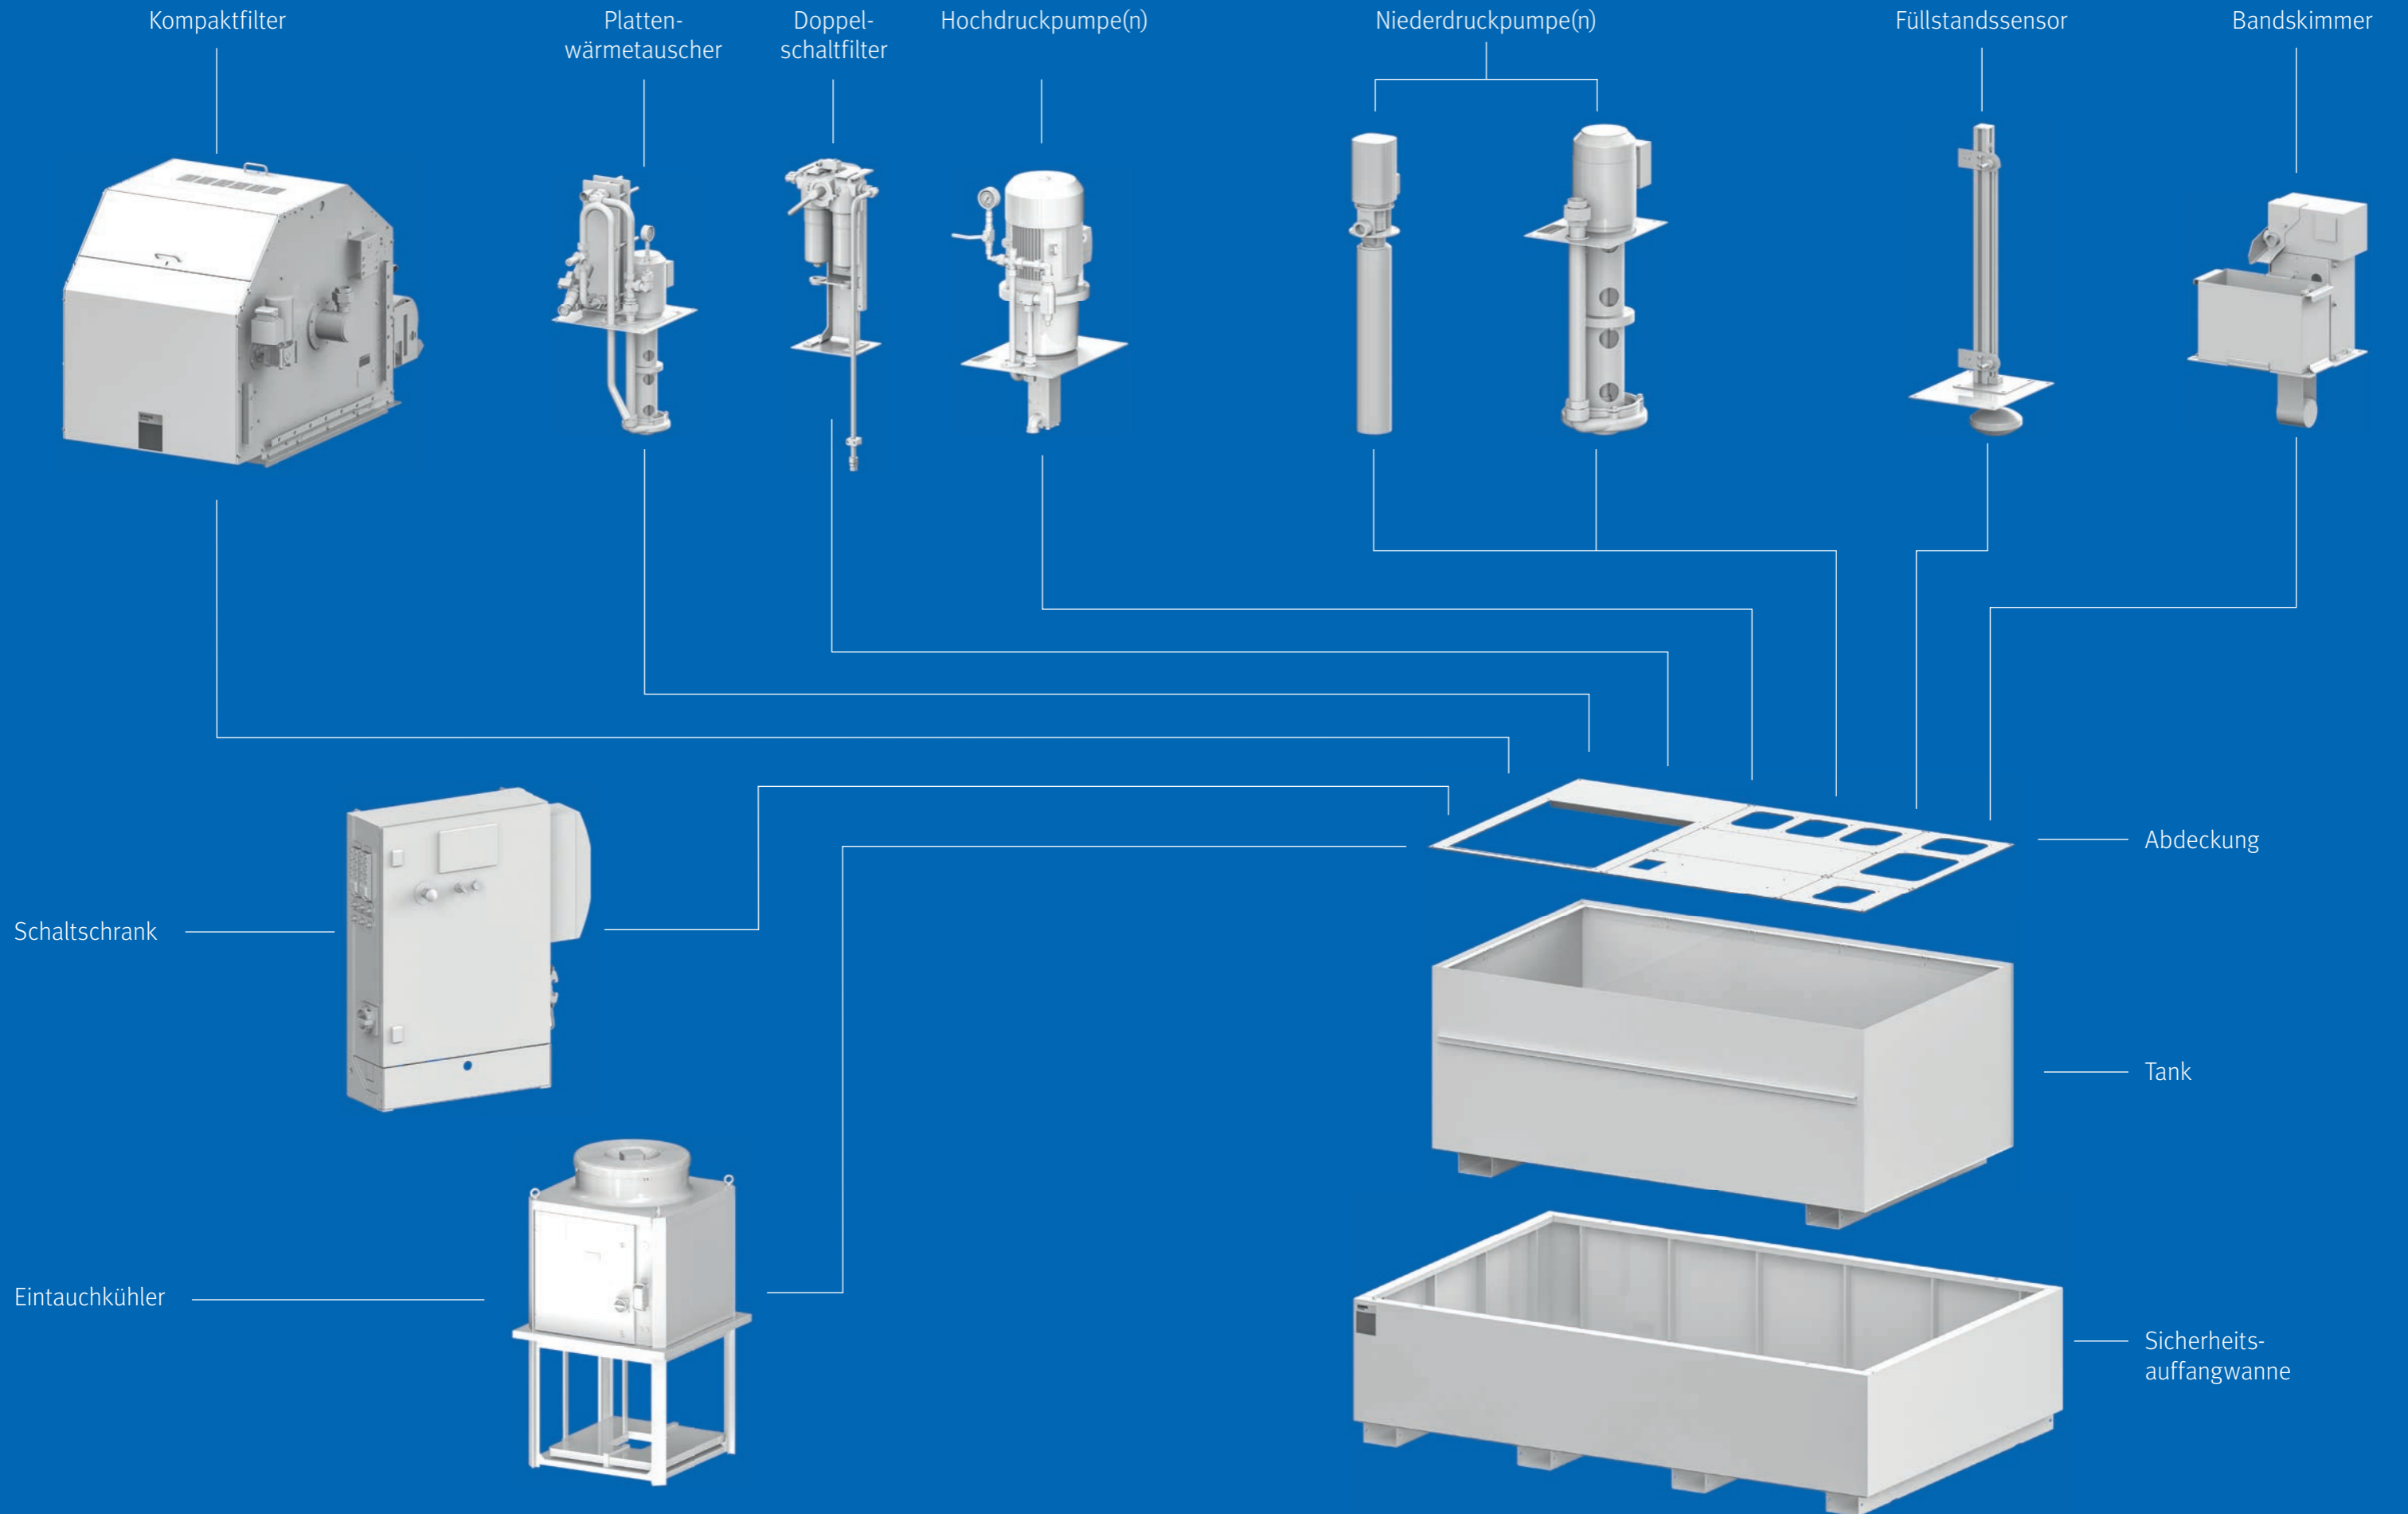 Kompaktfilter
Platten-
wärmetauscher
Doppel-
schaltfilter
Hochdruckpumpe(n)
Niederdruckpumpe(n)
Füllstandssensor
Bandskimmer
Abdeckung
Schaltschrank
Tank
Eintauchkühler
Sicherheits-
auffangwanne